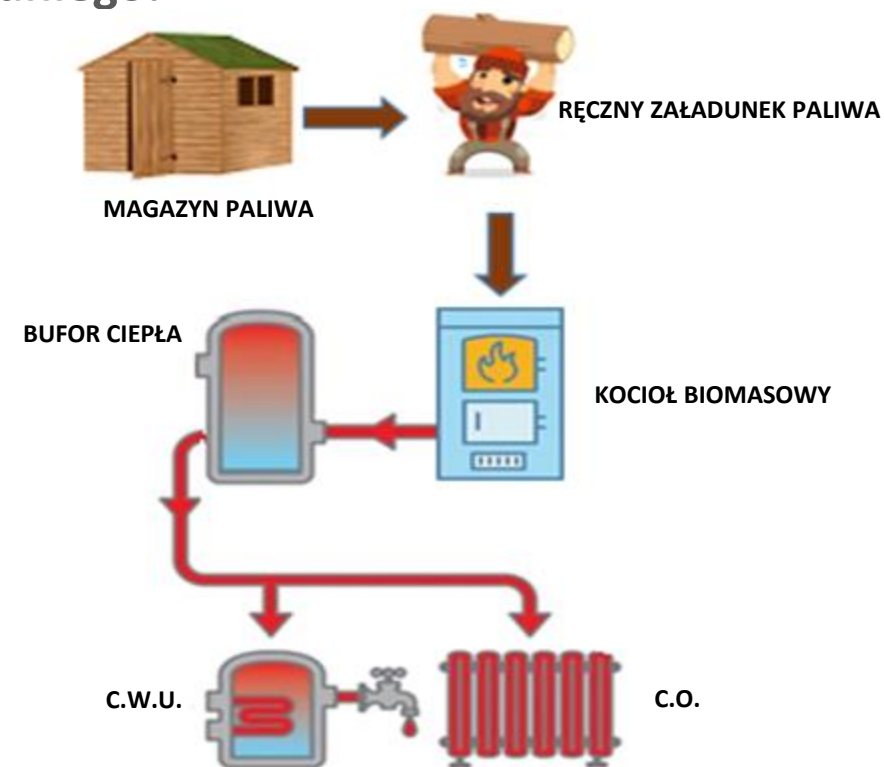 RĘCZNY ZAŁADUNEK PALIWA
MAGAZYN PALIWA
BUFOR CIEPŁA
KOCIOŁ BIOMASOWY
C.W.U.
C.O.